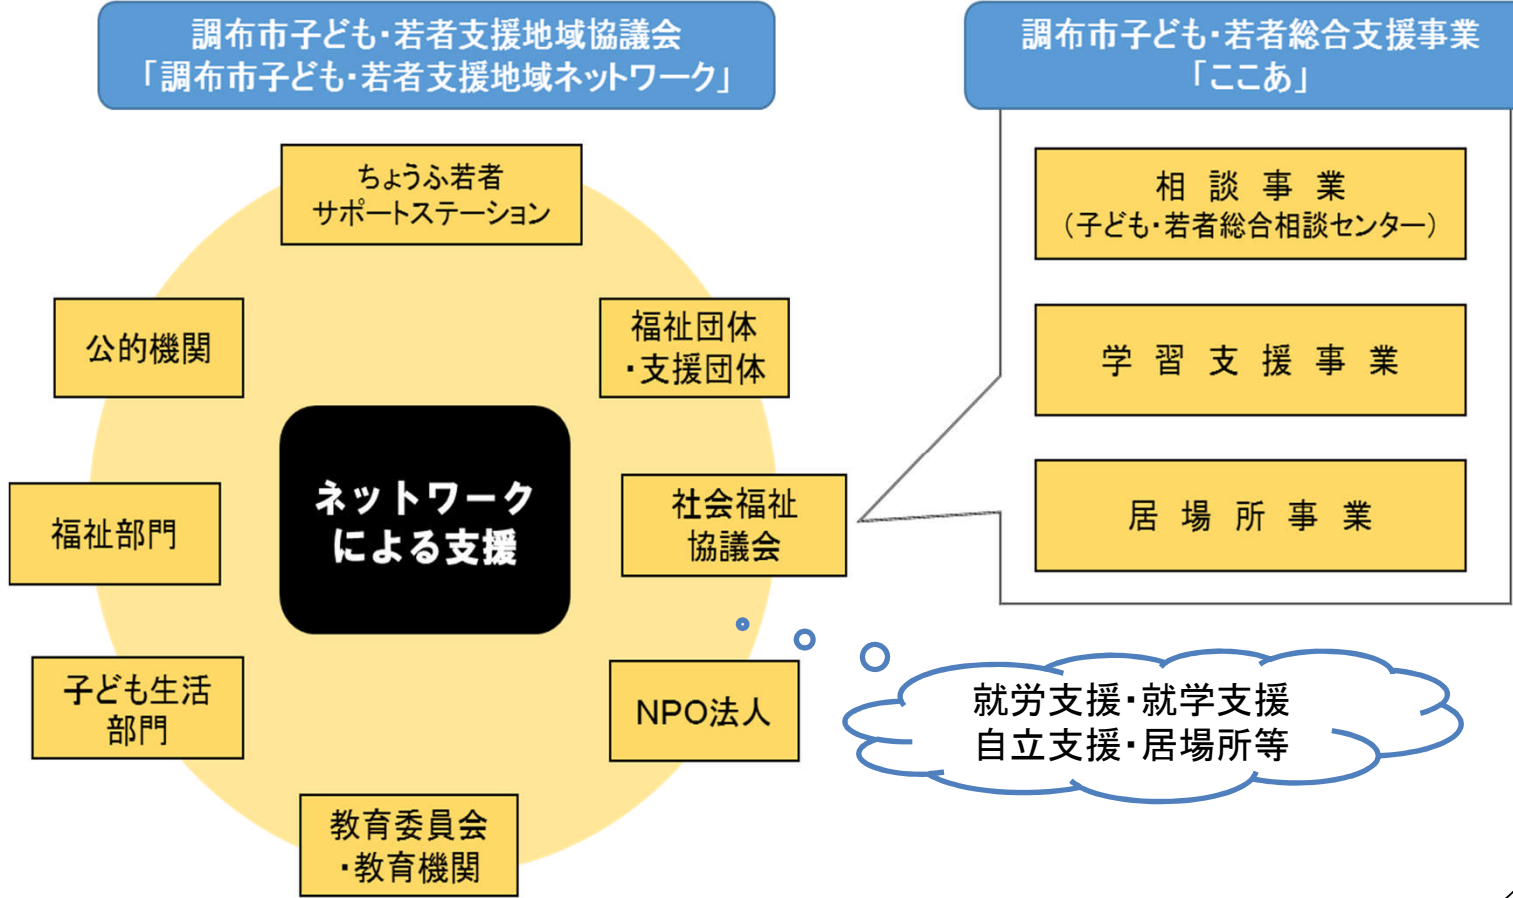 調布市子ども・若者支援地域協議会
「調布市子ども・若者支援地域ネットワーク」
調布市子ども・若者総合支援事業
「ここあ」
ちょうふ若者
サポートステーション
公的機関
福祉団体
・支援団体
福祉部門
ネットワーク
による支援
社会福祉
協議会
子ども生活
部門
NPO法人
教育委員会
・教育機関
相談事業
(子ども・若者総合相談センター)
学習支援事業
居場所事業
就労支援・就学支援
自立支援・居場所等